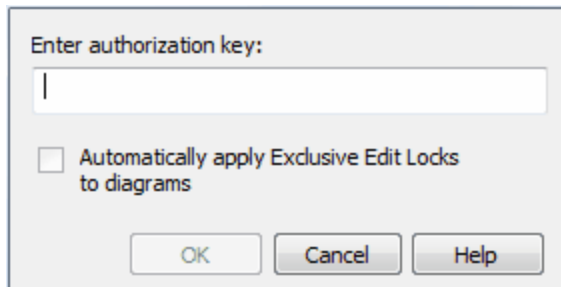 Enter authorization key:
Automatically apply Exclusive Edit Locks
to diagrams
OK Cancel Help